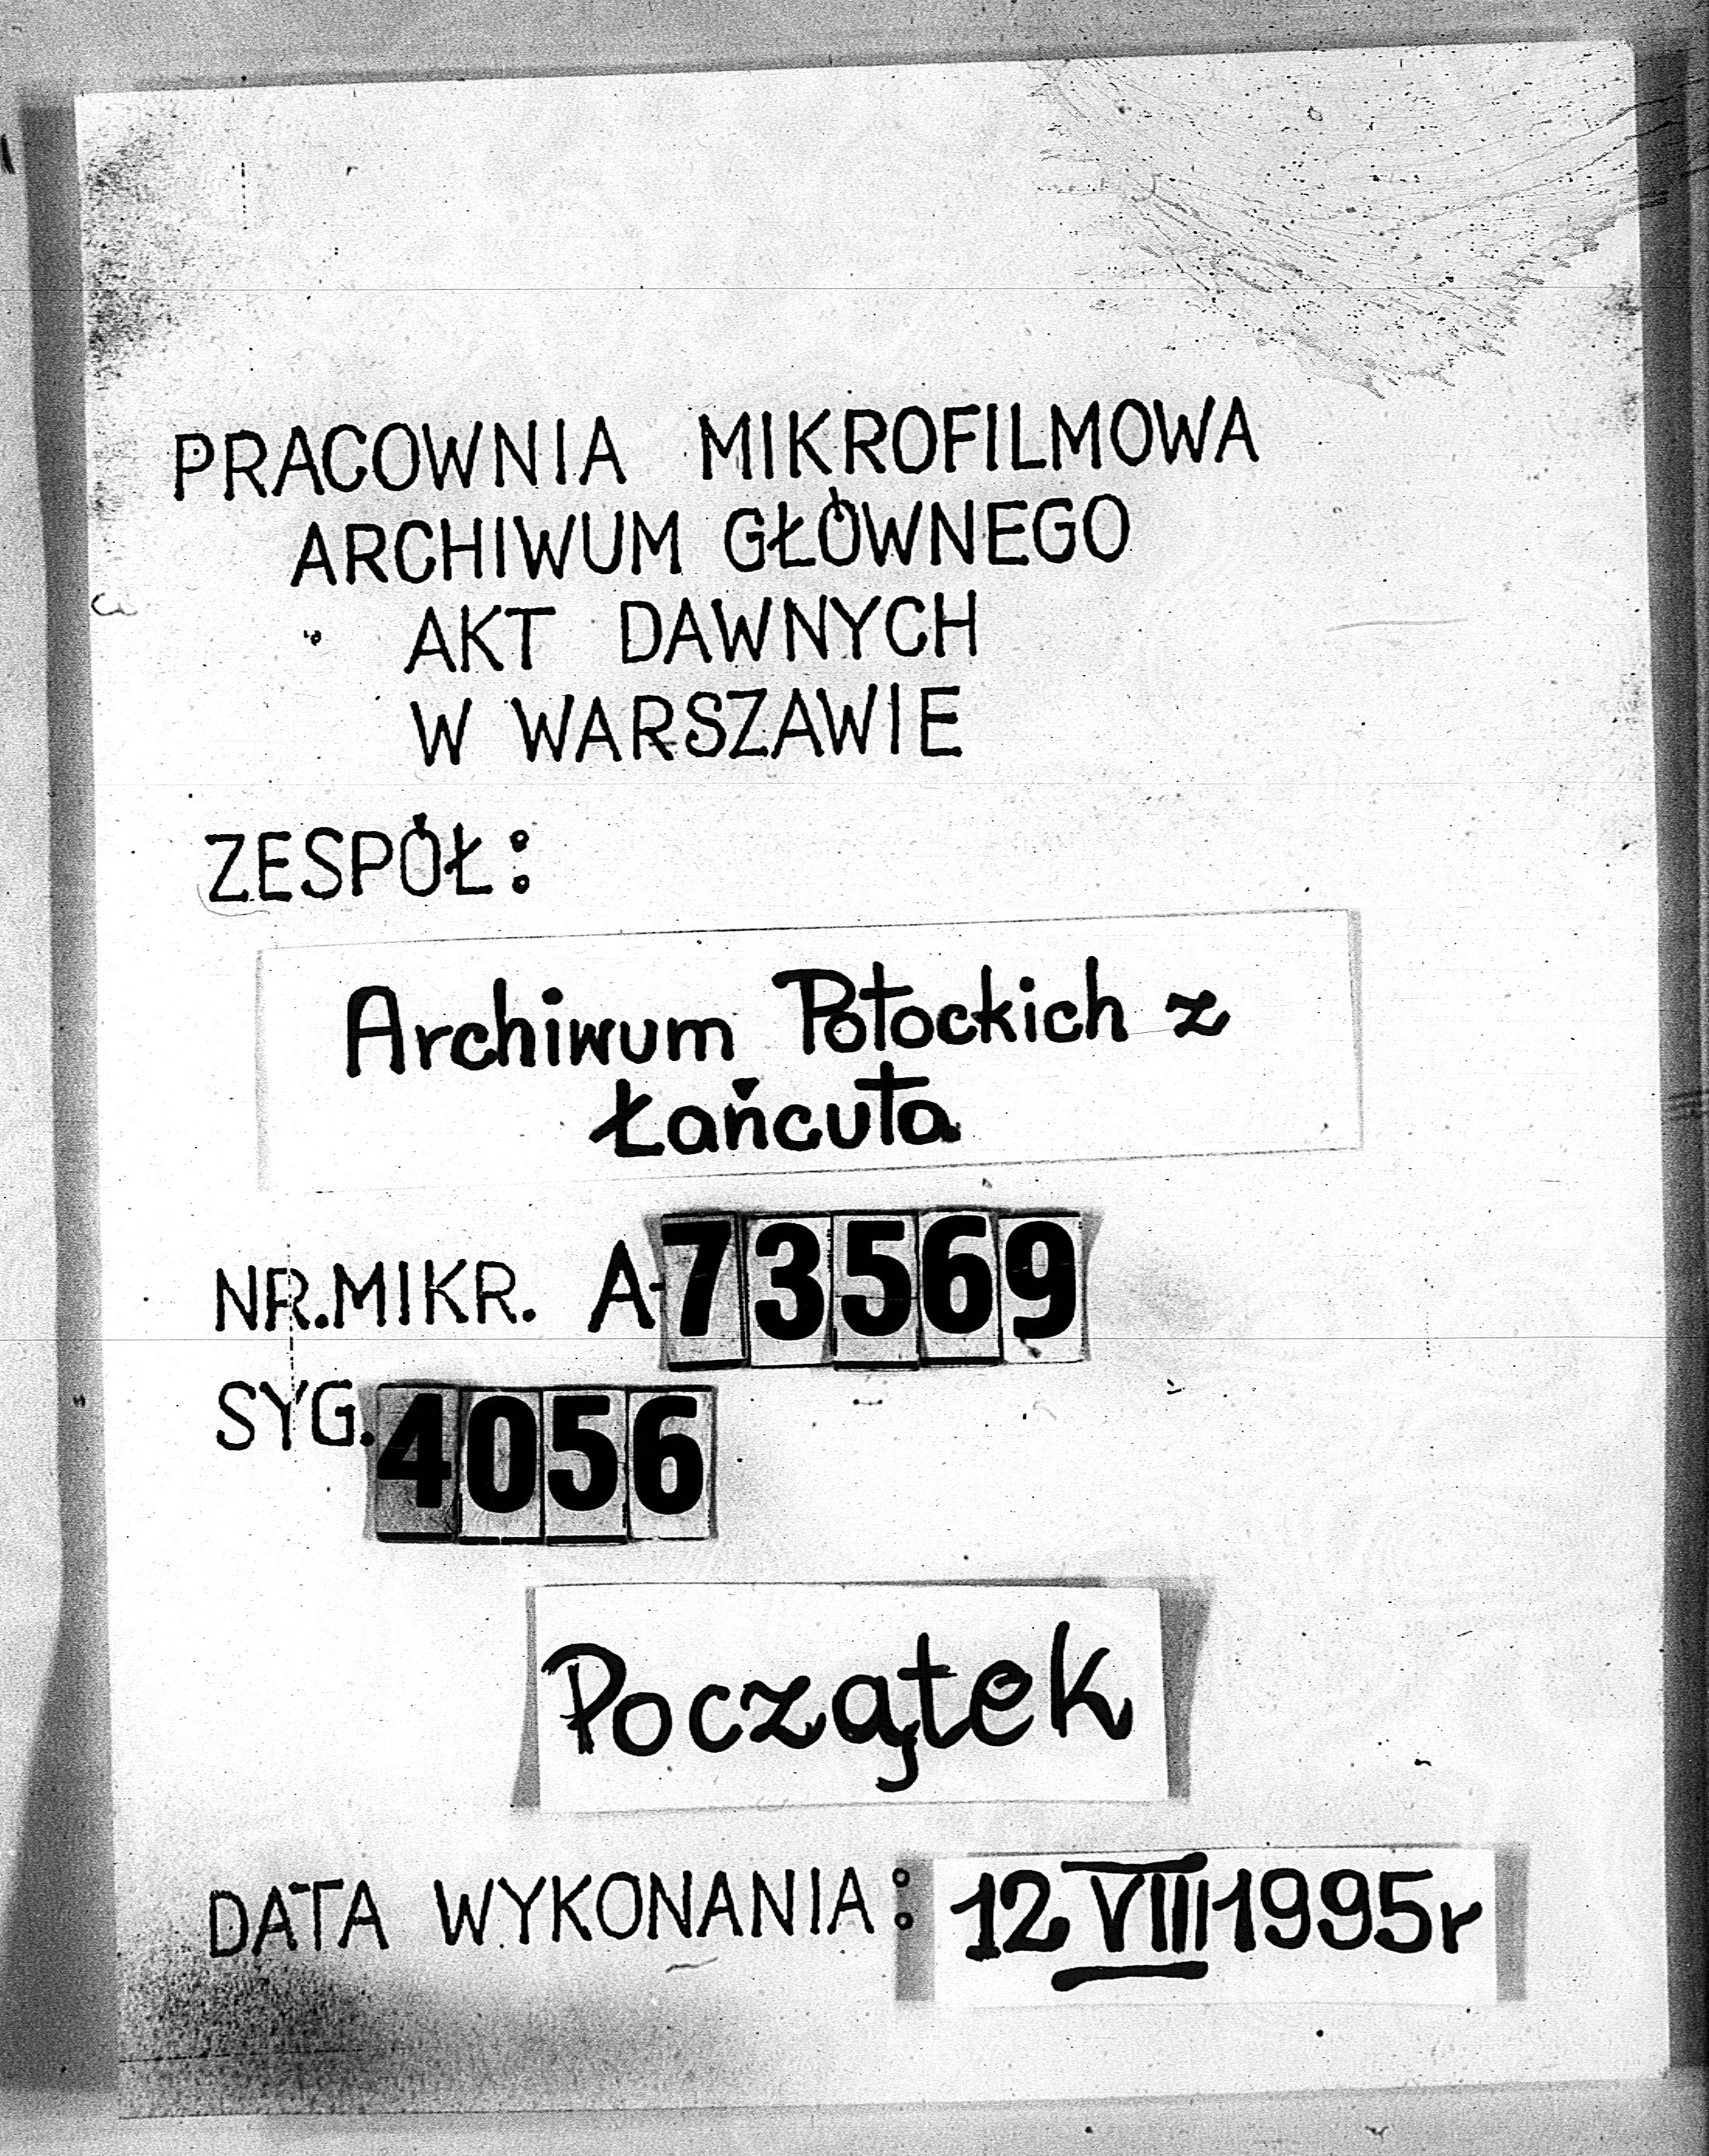 PRACOWNIA MIKROFILMOWA
ARCHIWUM GŁÓWNEGO
AKT DAWNYCH
W WARSZAWIE
ZESPÓŁ:
Archiwum Potockich z
Łańcuta
NR.MIKR. A-73569
SYG. 4056
Początek
DATA WYKONANIA: 12 VIII 1995r